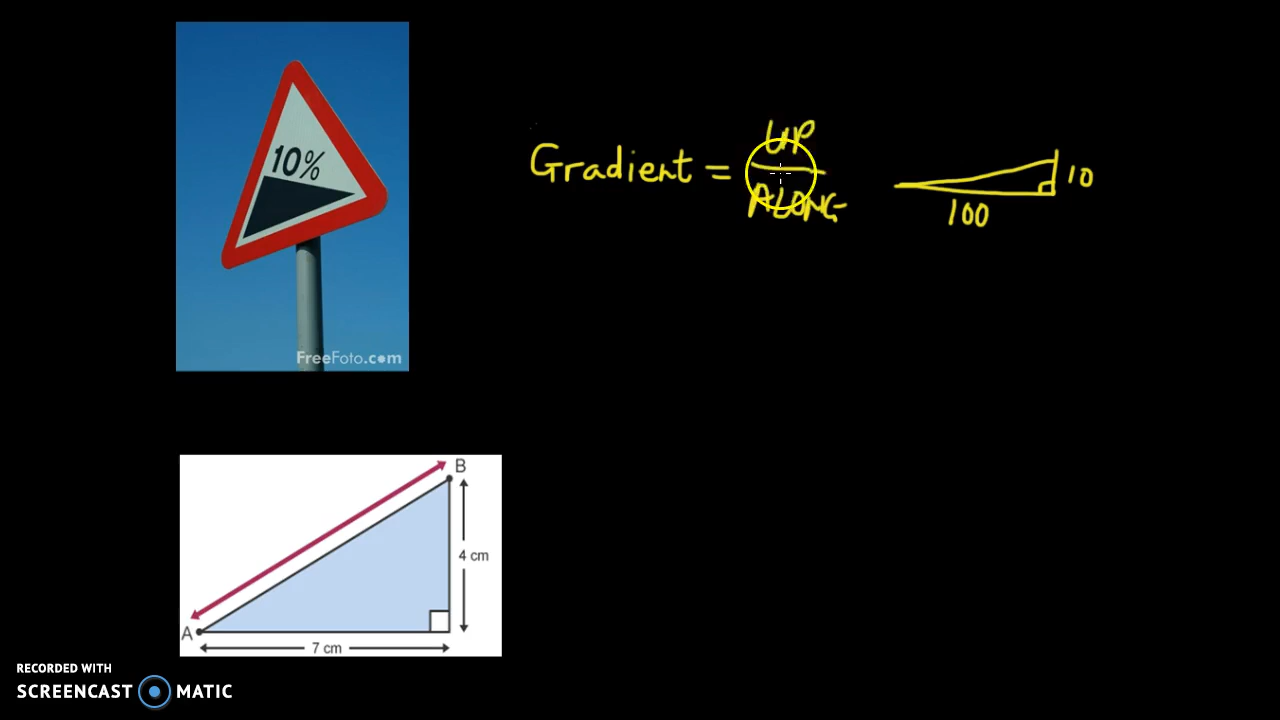 10%
FreeFoto.com
Gradient = UP
ALONG
10
100
B
4 cm
A
7 cm
RECORDED WITH
SCREENCAST MATIC